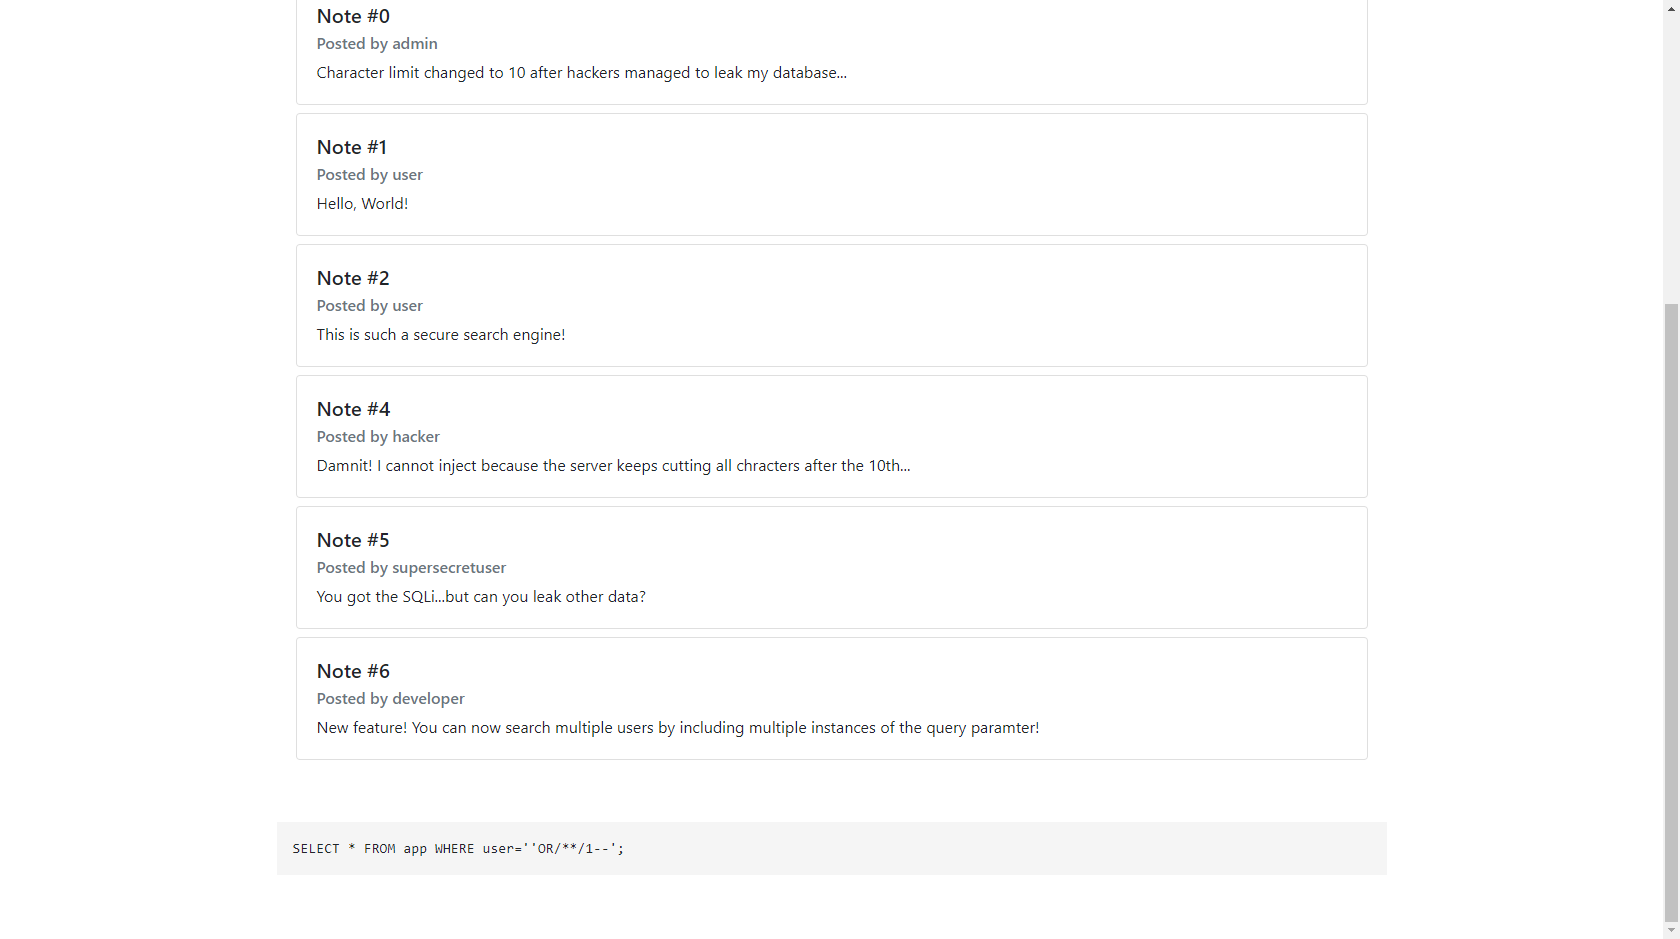 Note #0
Posted by admin
Character limit changed to 10 after hackers managed to leak my database...
Note #1
Posted by user
Hello, World!
Note #2
Posted by user
This is such a secure search engine!
Note #4
Posted by hacker
Damnit! I cannot inject because the server keeps cutting all chracters after the 10th...
Note #5
Posted by supersecretuser
You got the SQLi...but can you leak other data?
Note #6
Posted by developer
New feature! You can now search multiple users by including multiple instances of the query paramter!
SELECT * FROM app WHERE user=''OR/**/1--';